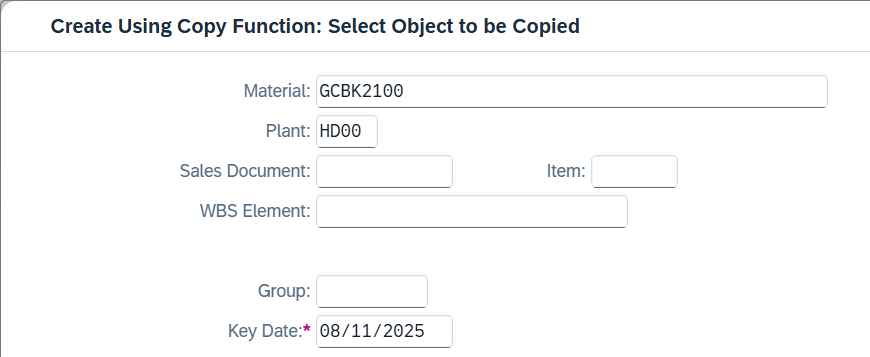 Create Using Copy Function: Select Object to be Copied
Material: GCBK2100
Plant: HD00
Sales Document: Item:
WBS Element:
Group:
Key Date:* 08/11/2025